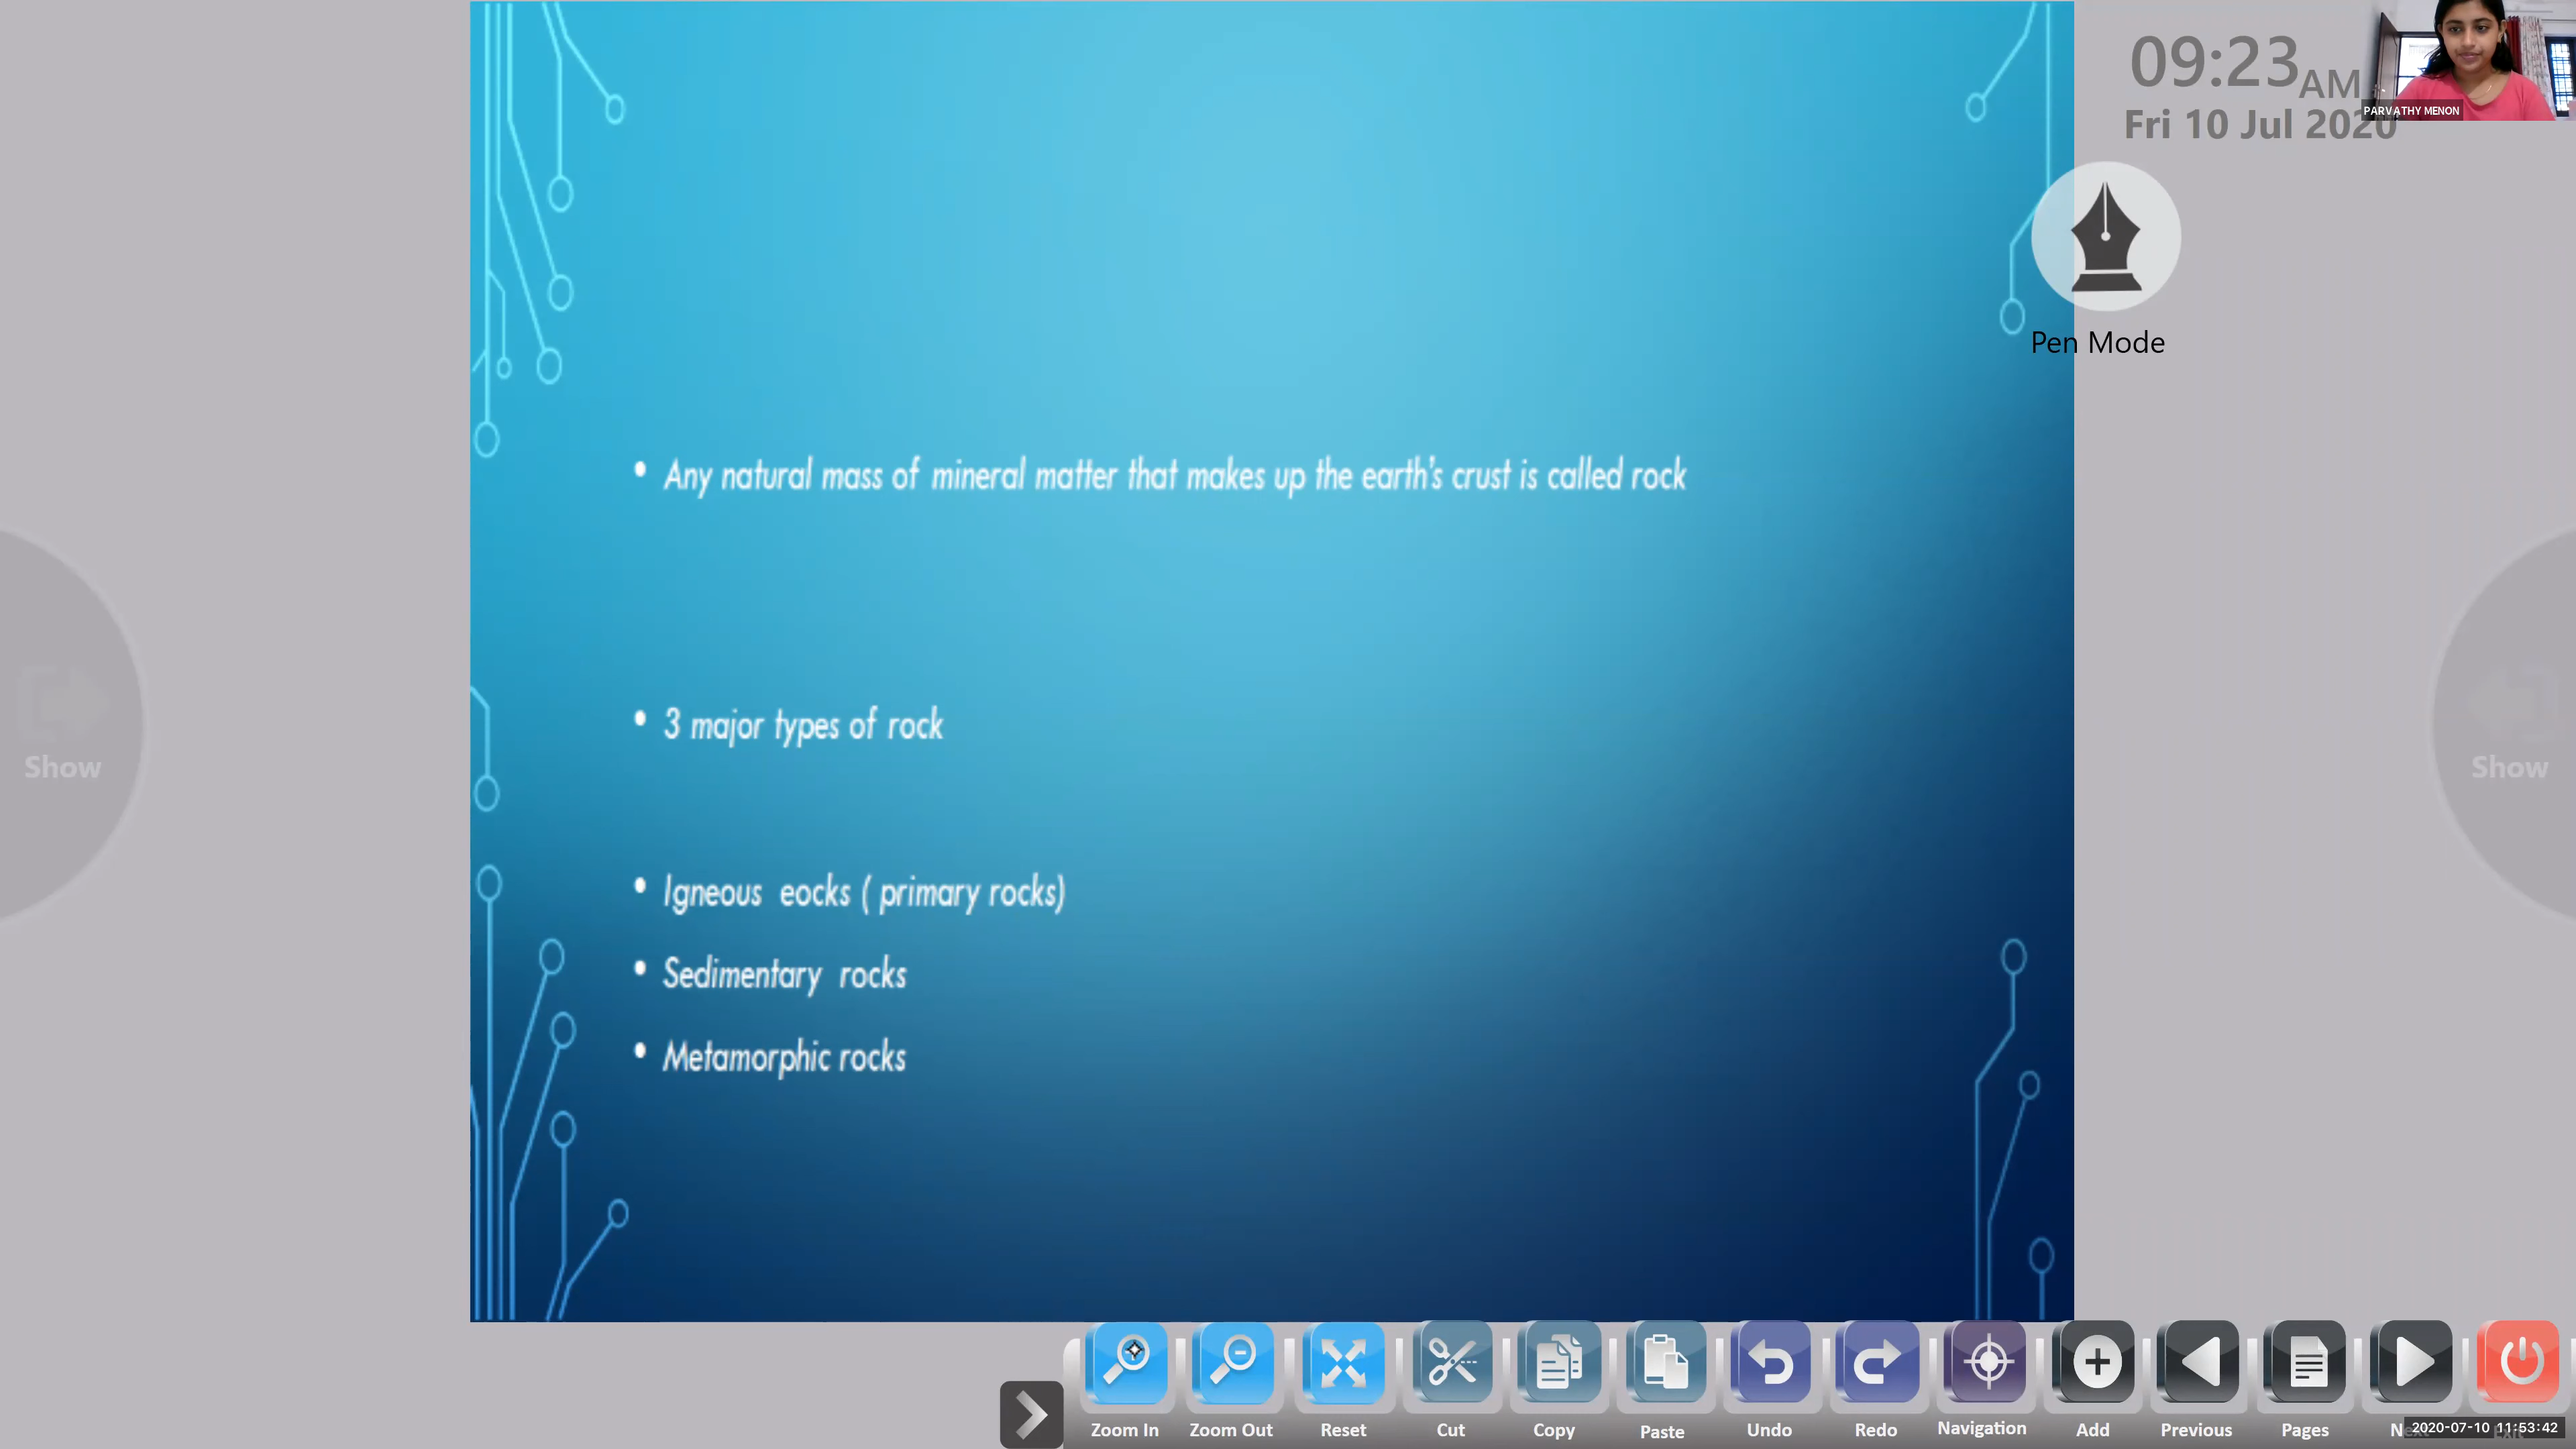 09:23 AM
Fri 10 Jul 2020
PARVATHY MENON
Pen Mode
• Any natural mass of mineral matter that makes up the earth's crust is called rock
• 3 major types of rock
Show
Show
• Igneous eocks ( primary rocks)
• Sedimentary rocks
• Metamorphic rocks
Zoom In Zoom Out Reset Cut Copy Paste Undo Redo Navigation Add Previous Pages
2020-07-10 11:53:42